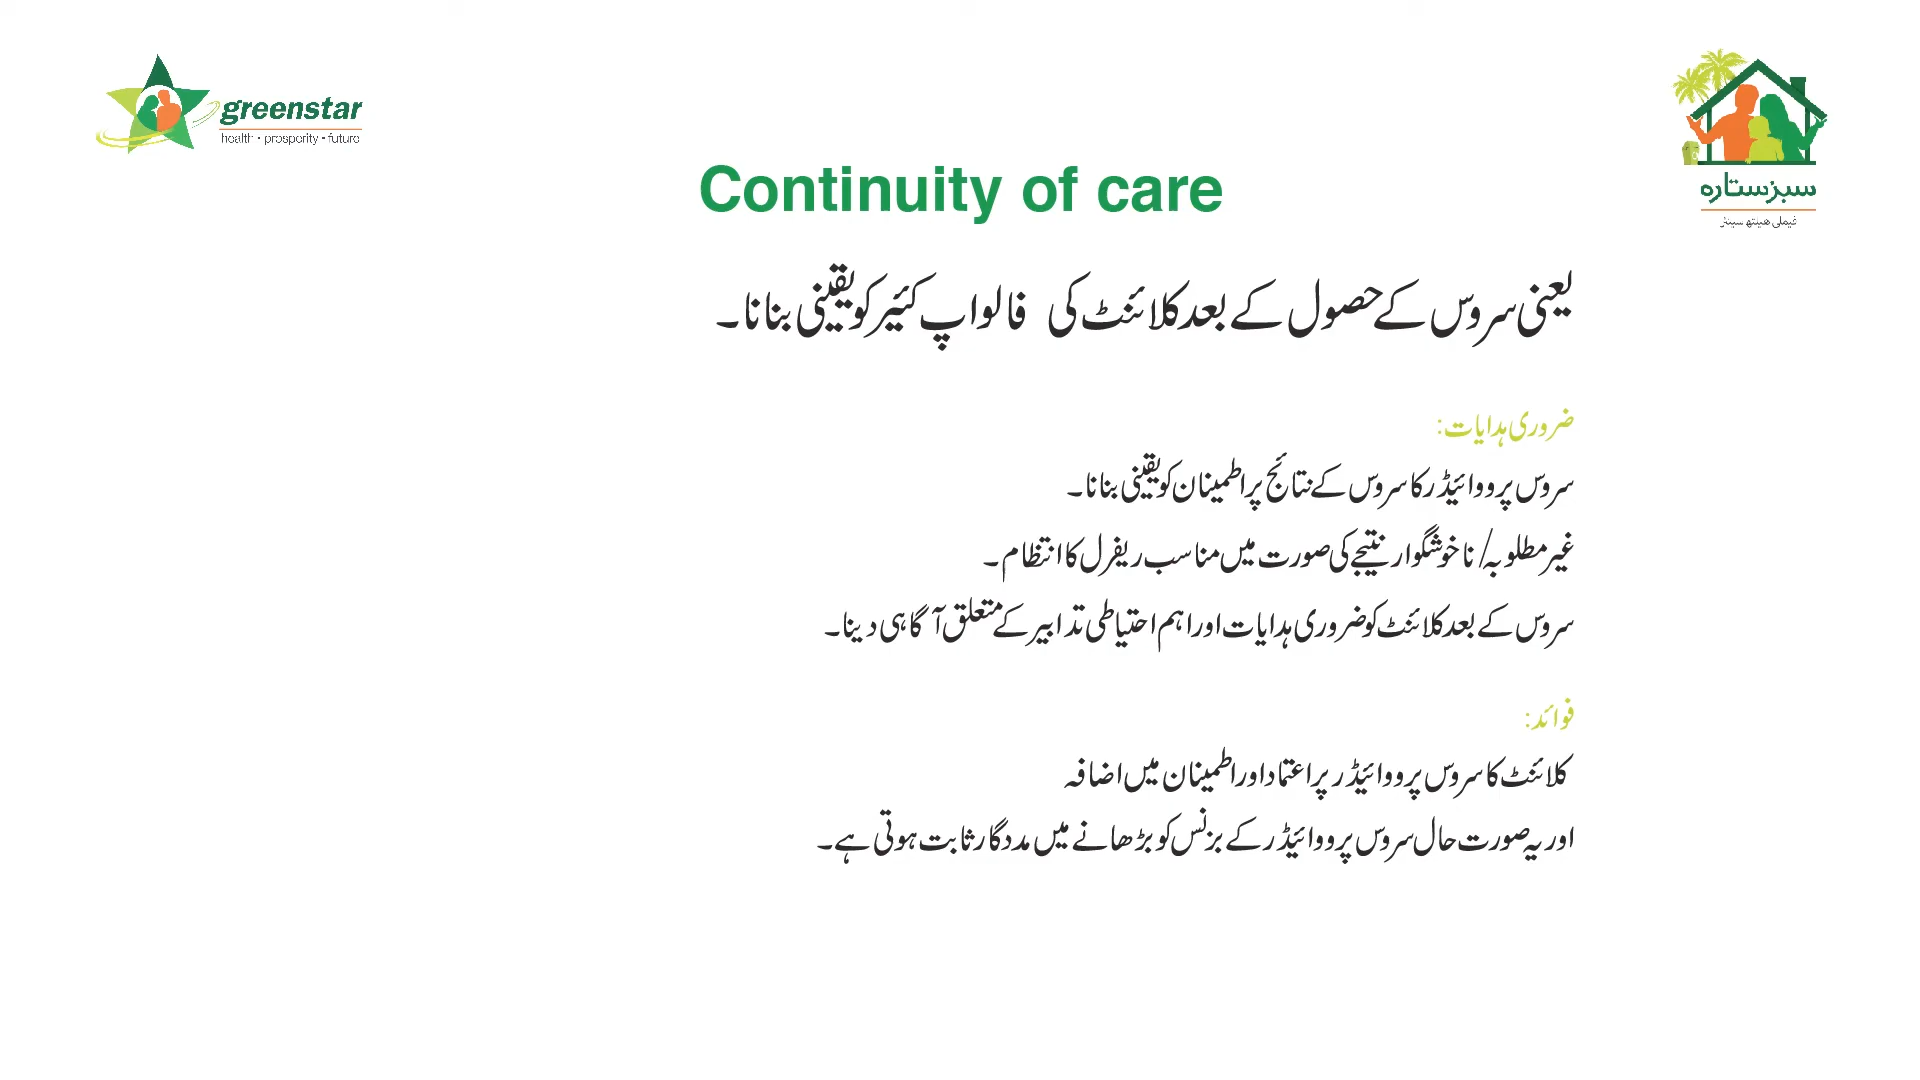 greenstar
health • prosperity • future
سبزستارہ
فیملی ھیلتھ سینٹر
Continuity of care
یعنی سروس کے حصول کے بعد کلائنٹ کی فالو اپ کئیر کو یقینی بنانا۔
ضروری ہدایات:
سروس پرووائیڈر کا سروس کے نتائج پر اطمینان کو یقینی بنانا۔
غیر مطلوبہ/ ناخوشگوار نتیجے کی صورت میں مناسب ریفرل کا انتظام۔
سروس کے بعد کلائنٹ کو ضروری ہدایات اور اہم احتیاطی تدابیر کے متعلق آگاہی دینا۔
فوائد:
کلائنٹ کا سروس پرووائیڈر پر اعتماد اور اطمینان میں اضافہ
اور یہ صورت حال سروس پرووائیڈر کے بزنس کو بڑھانے میں مددگار ثابت ہوتی ہے۔